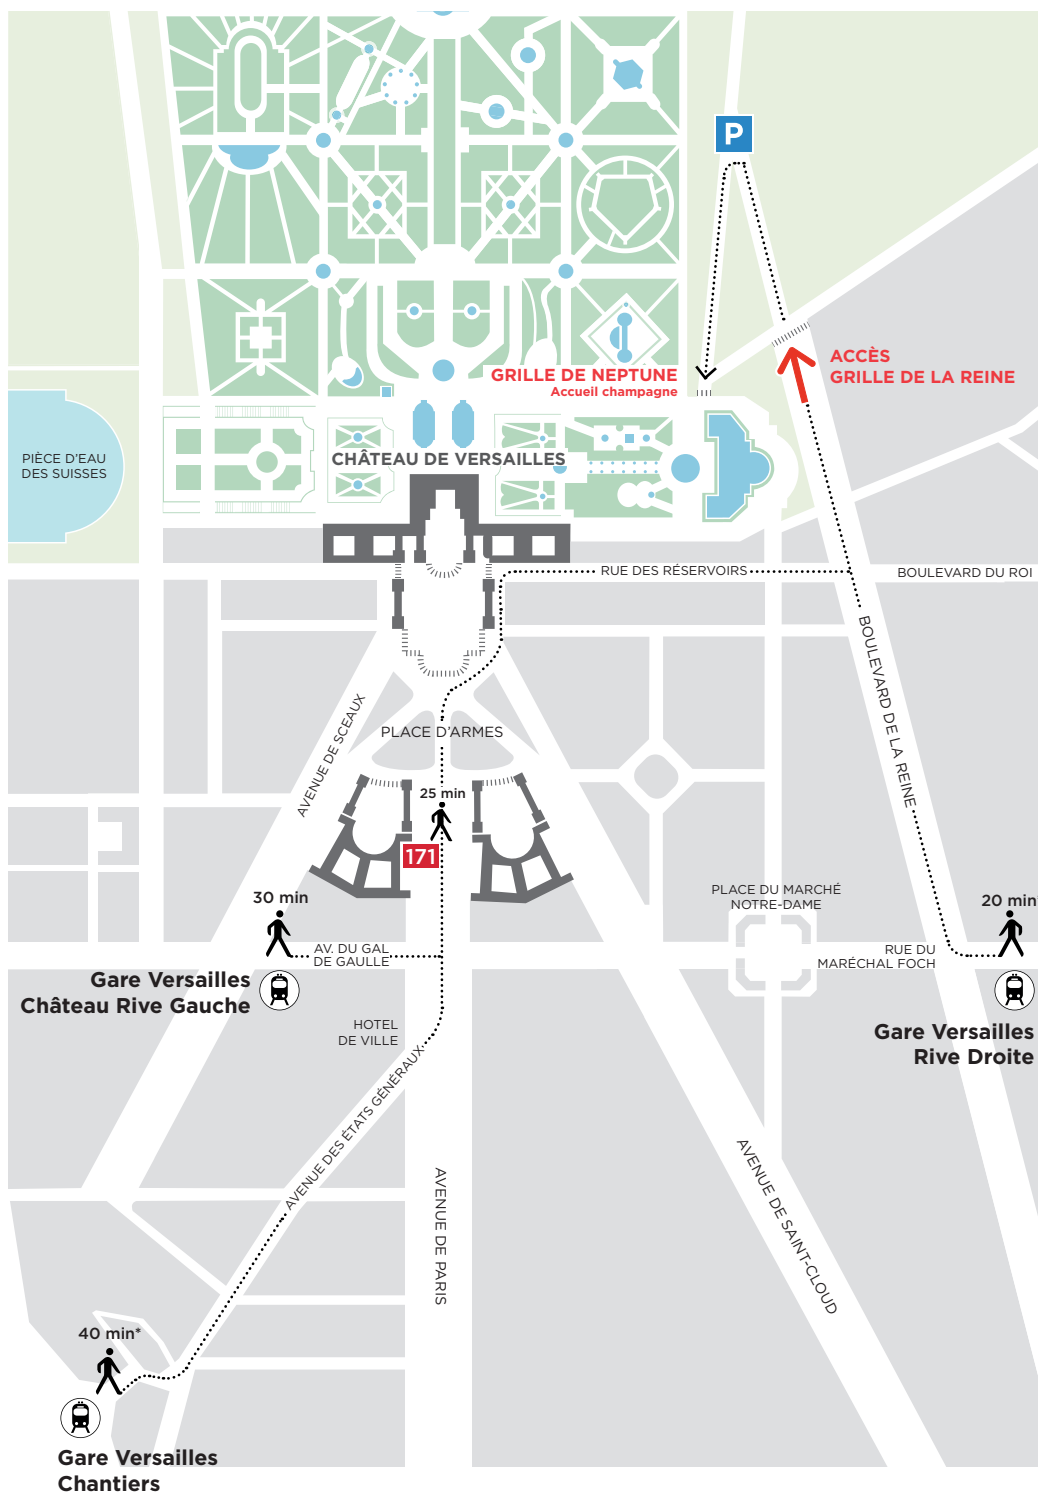 P
ACCÈS
GRILLE DE LA REINE
GRILLE DE NEPTUNE
Accueil champagne
PIÈCE D'EAU
DES SUISSES
CHÂTEAU DE VERSAILLES
RUE DES RÉSERVOIRS
BOULEVARD DU ROI
BOULEVARD DE LA REINE
AVENUE DE SCEAUX
PLACE D'ARMES
25 min
171
30 min
PLACE DU MARCHÉ
NOTRE-DAME
20 min
AV. DU GAL
DE GAULLE
RUE DU
MARÉCHAL FOCH
Gare Versailles
Château Rive Gauche
HOTEL
DE VILLE
Gare Versailles
Rive Droite
AVENUE DES ÉTATS GÉNÉRAUX
AVENUE DE PARIS
AVENUE DE SAINT-CLOUD
40 min*
Gare Versailles
Chantiers